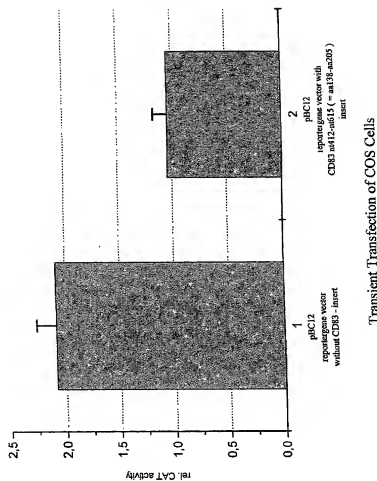 rel. CAT activity
2,5
2,0
1,5
1,0
0,5
0,0
1
pBC12
reportergene vector
without CD83 - insert
2
pBC12
reportergene vector with
CD83 nt412-nt615 ( = aa138-aa205 )
insert
Transient Transfection of COS Cells